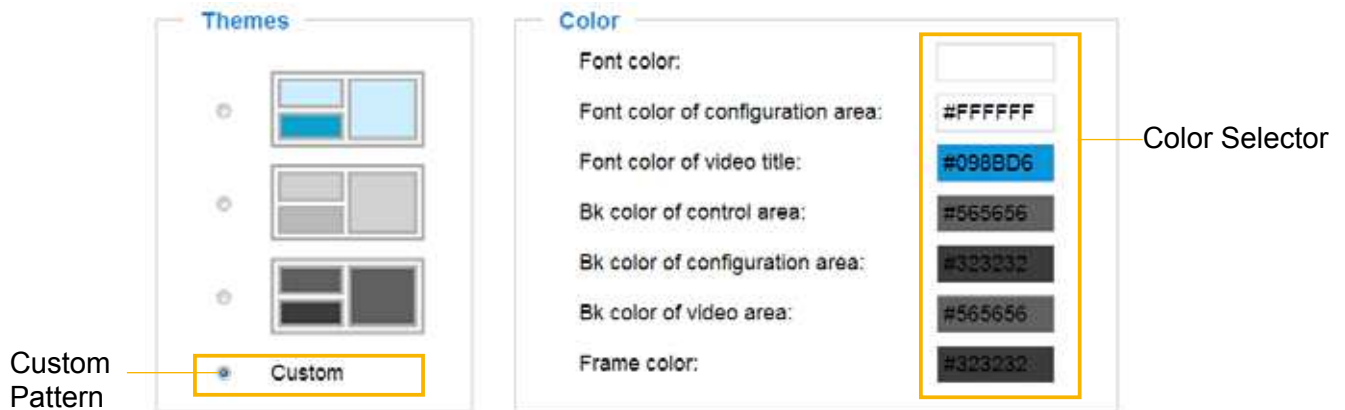 Themes
Custom
Custom
Pattern
Color
Font color:
Font color of configuration area: #FFFFFF
Font color of video title: #098BD6
Bk color of control area: #565656
Bk color of configuration area: #323232
Bk color of video area: #565656
Frame color: #323232
Color Selector